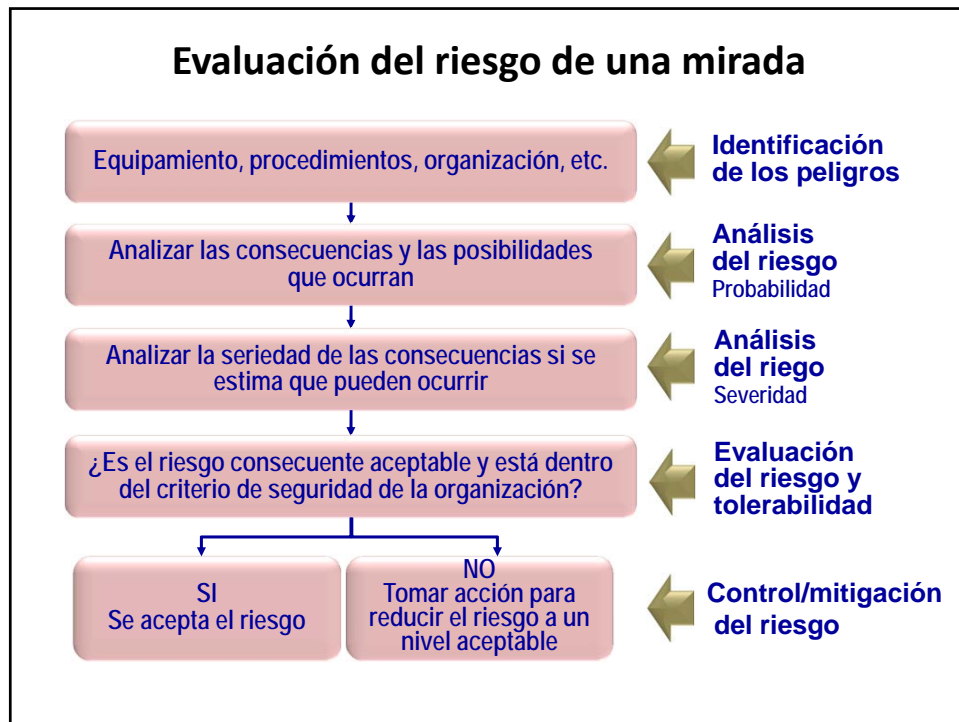 Evaluación del riesgo de una mirada
Equipamiento, procedimientos, organización, etc.
Identificación
de los peligros
Analizar las consecuencias y las posibilidades
que ocurran
Análisis
del riesgo
Probabilidad
Analizar la seriedad de las consecuencias si se
estima que pueden ocurrir
Análisis
del riego
Severidad
¿Es el riesgo consecuente aceptable y está dentro
del criterio de seguridad de la organización?
Evaluación
del riesgo y
tolerabilidad
SI
Se acepta el riesgo
NO
Tomar acción para
reducir el riesgo a un
nivel aceptable
Control/mitigación
del riesgo